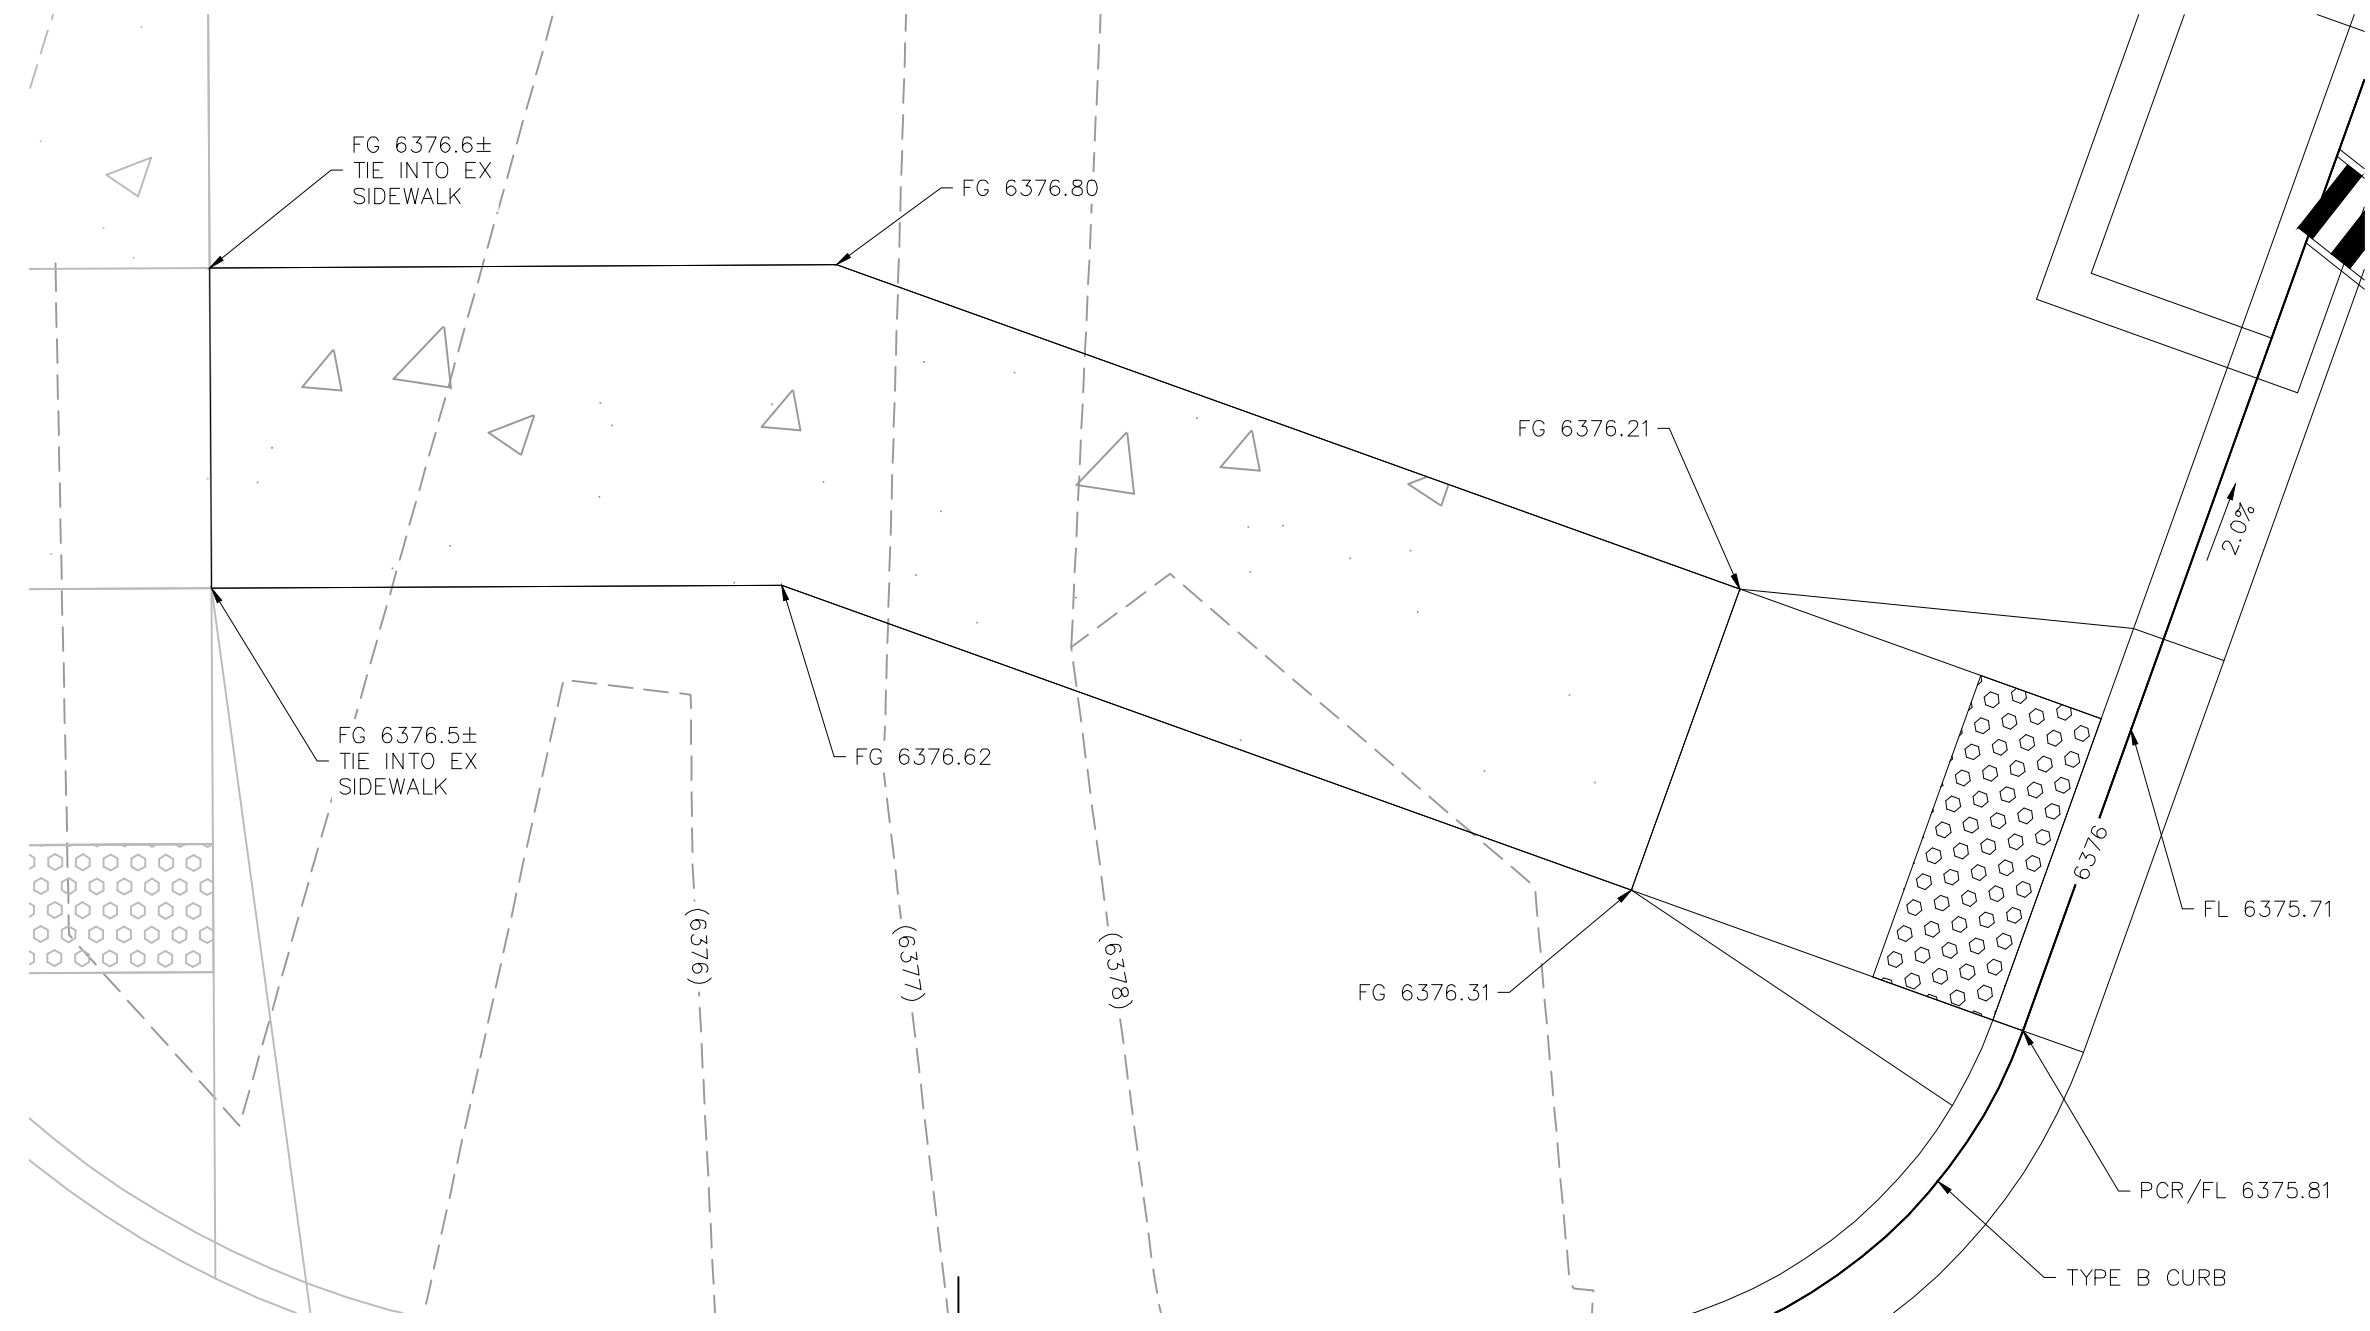 FG 6376.6±
TIE INTO EX
SIDEWALK
FG 6376.80
FG 6376.21
2.0%
FG 6376.5±
TIE INTO EX
SIDEWALK
FG 6376.62
6376
FL 6375.71
(6376)
(6377)
(6378)
FG 6376.31
PCR/FL 6375.81
TYPE B CURB